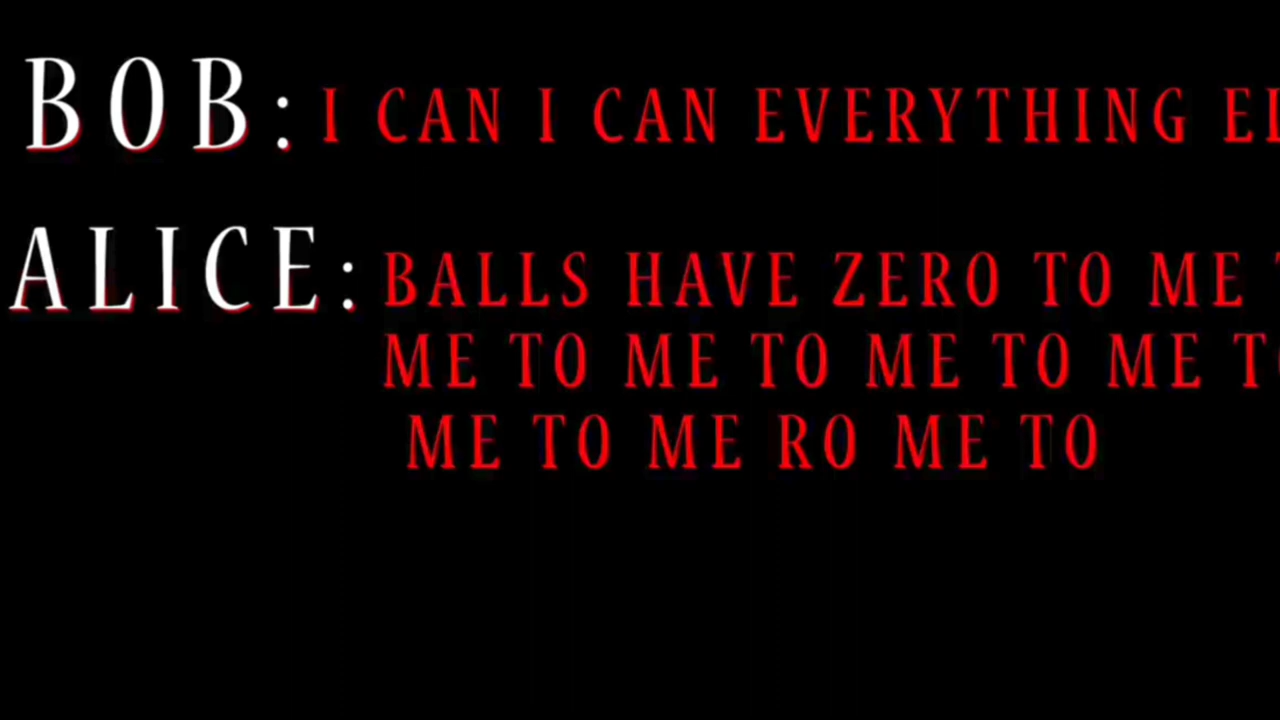 BOB: I CAN I CAN EVERYTHING
ALICE: BALLS HAVE ZERO TO ME
ME TO ME TO ME TO ME
ME TO ME RO ME TO